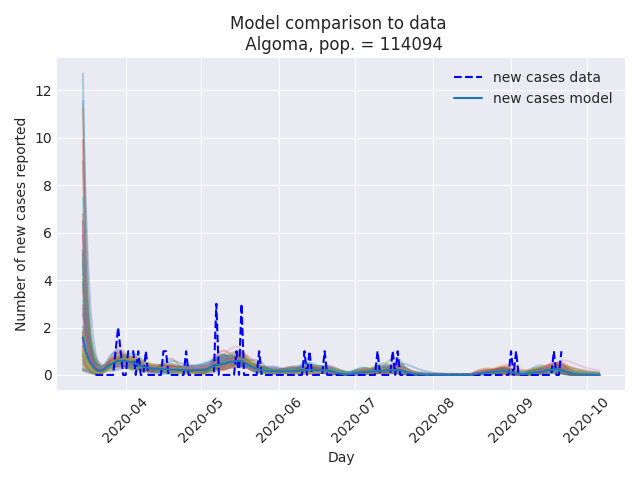 Model comparison to data
Algoma, pop. = 114094
new cases data
new cases model
Number of new cases reported
12
10
8
6
4
2
0
2020-04
2020-05
2020-06
2020-07
2020-08
2020-09
2020-10
Day